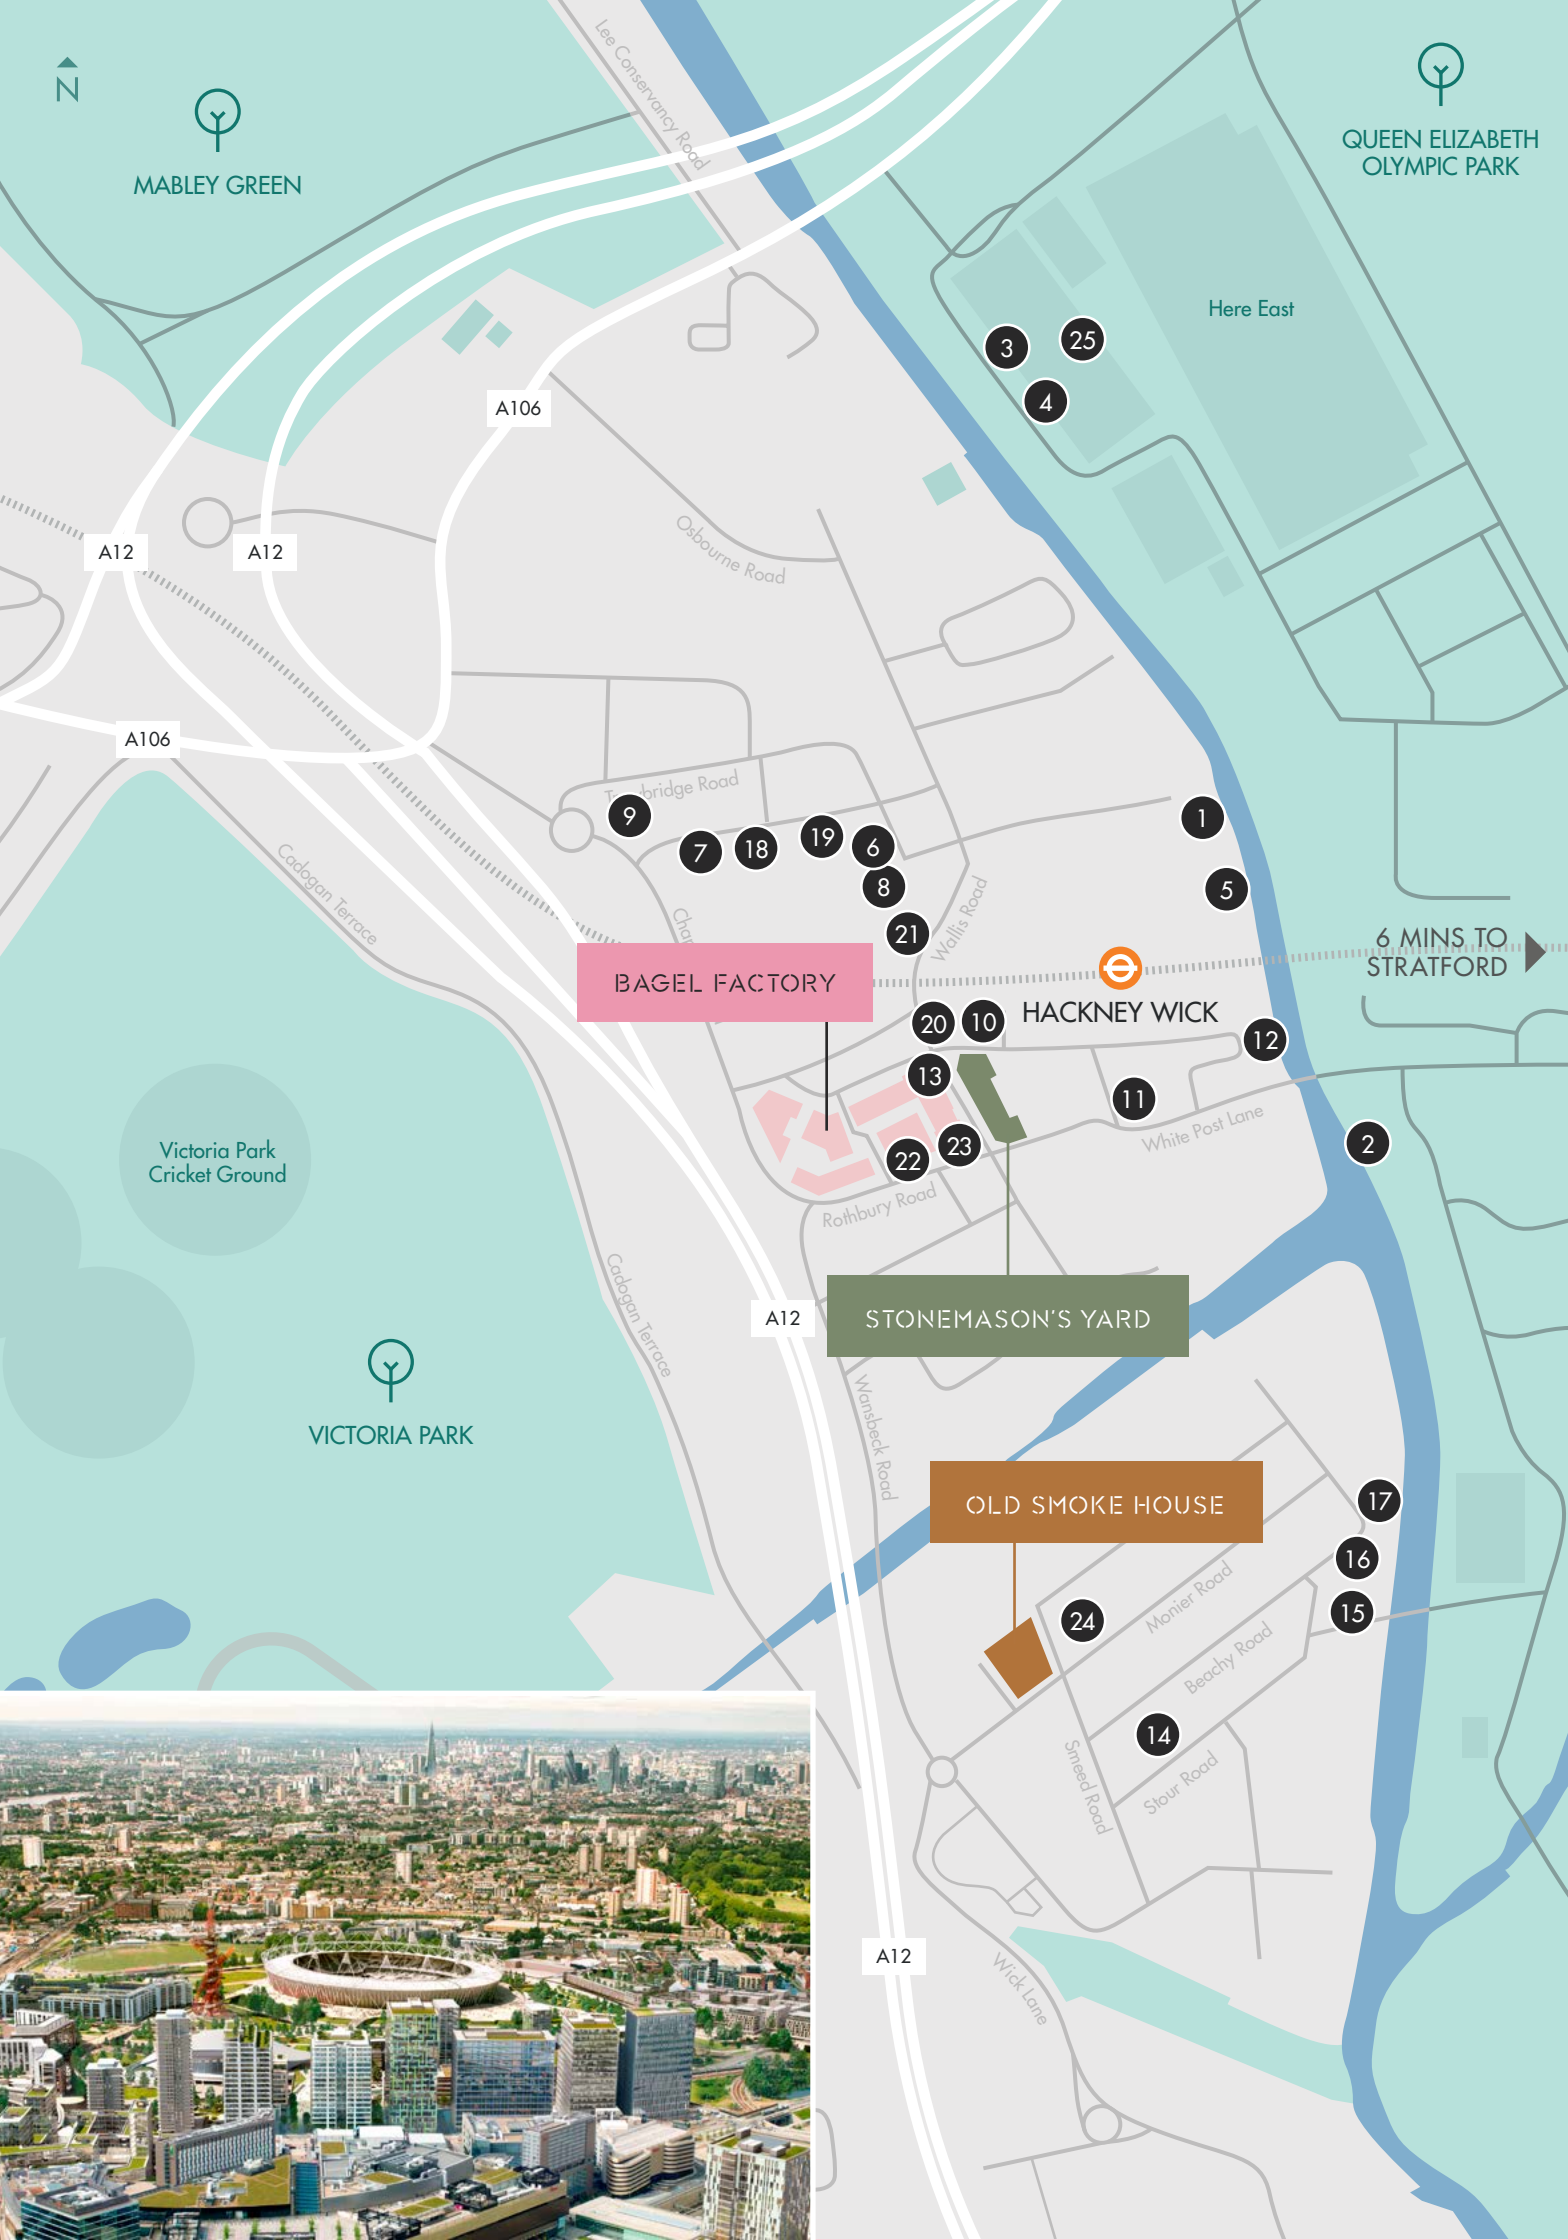 N
MABLEY GREEN
Lee Conservancy Road
QUEEN ELIZABETH
OLYMPIC PARK
Here East
3
25
4
A106
A12
A12
Osbourne Road
A106
Trowbridge Road
9
7
18
19
6
8
21
1
5
Cadogan Terrace
Wallis Road
6 MINS TO
STRATFORD
BAGEL FACTORY
HACKNEY WICK
20
10
12
13
11
White Post Lane
2
22
23
Rothbury Road
Victoria Park
Cricket Ground
Cadogan Terrace
A12
STONEMASON'S YARD
VICTORIA PARK
Wansbeck Road
OLD SMOKE HOUSE
17
16
15
24
Monier Road
Beachy Road
14
Smeed Road
Stour Road
A12
Wick Lane